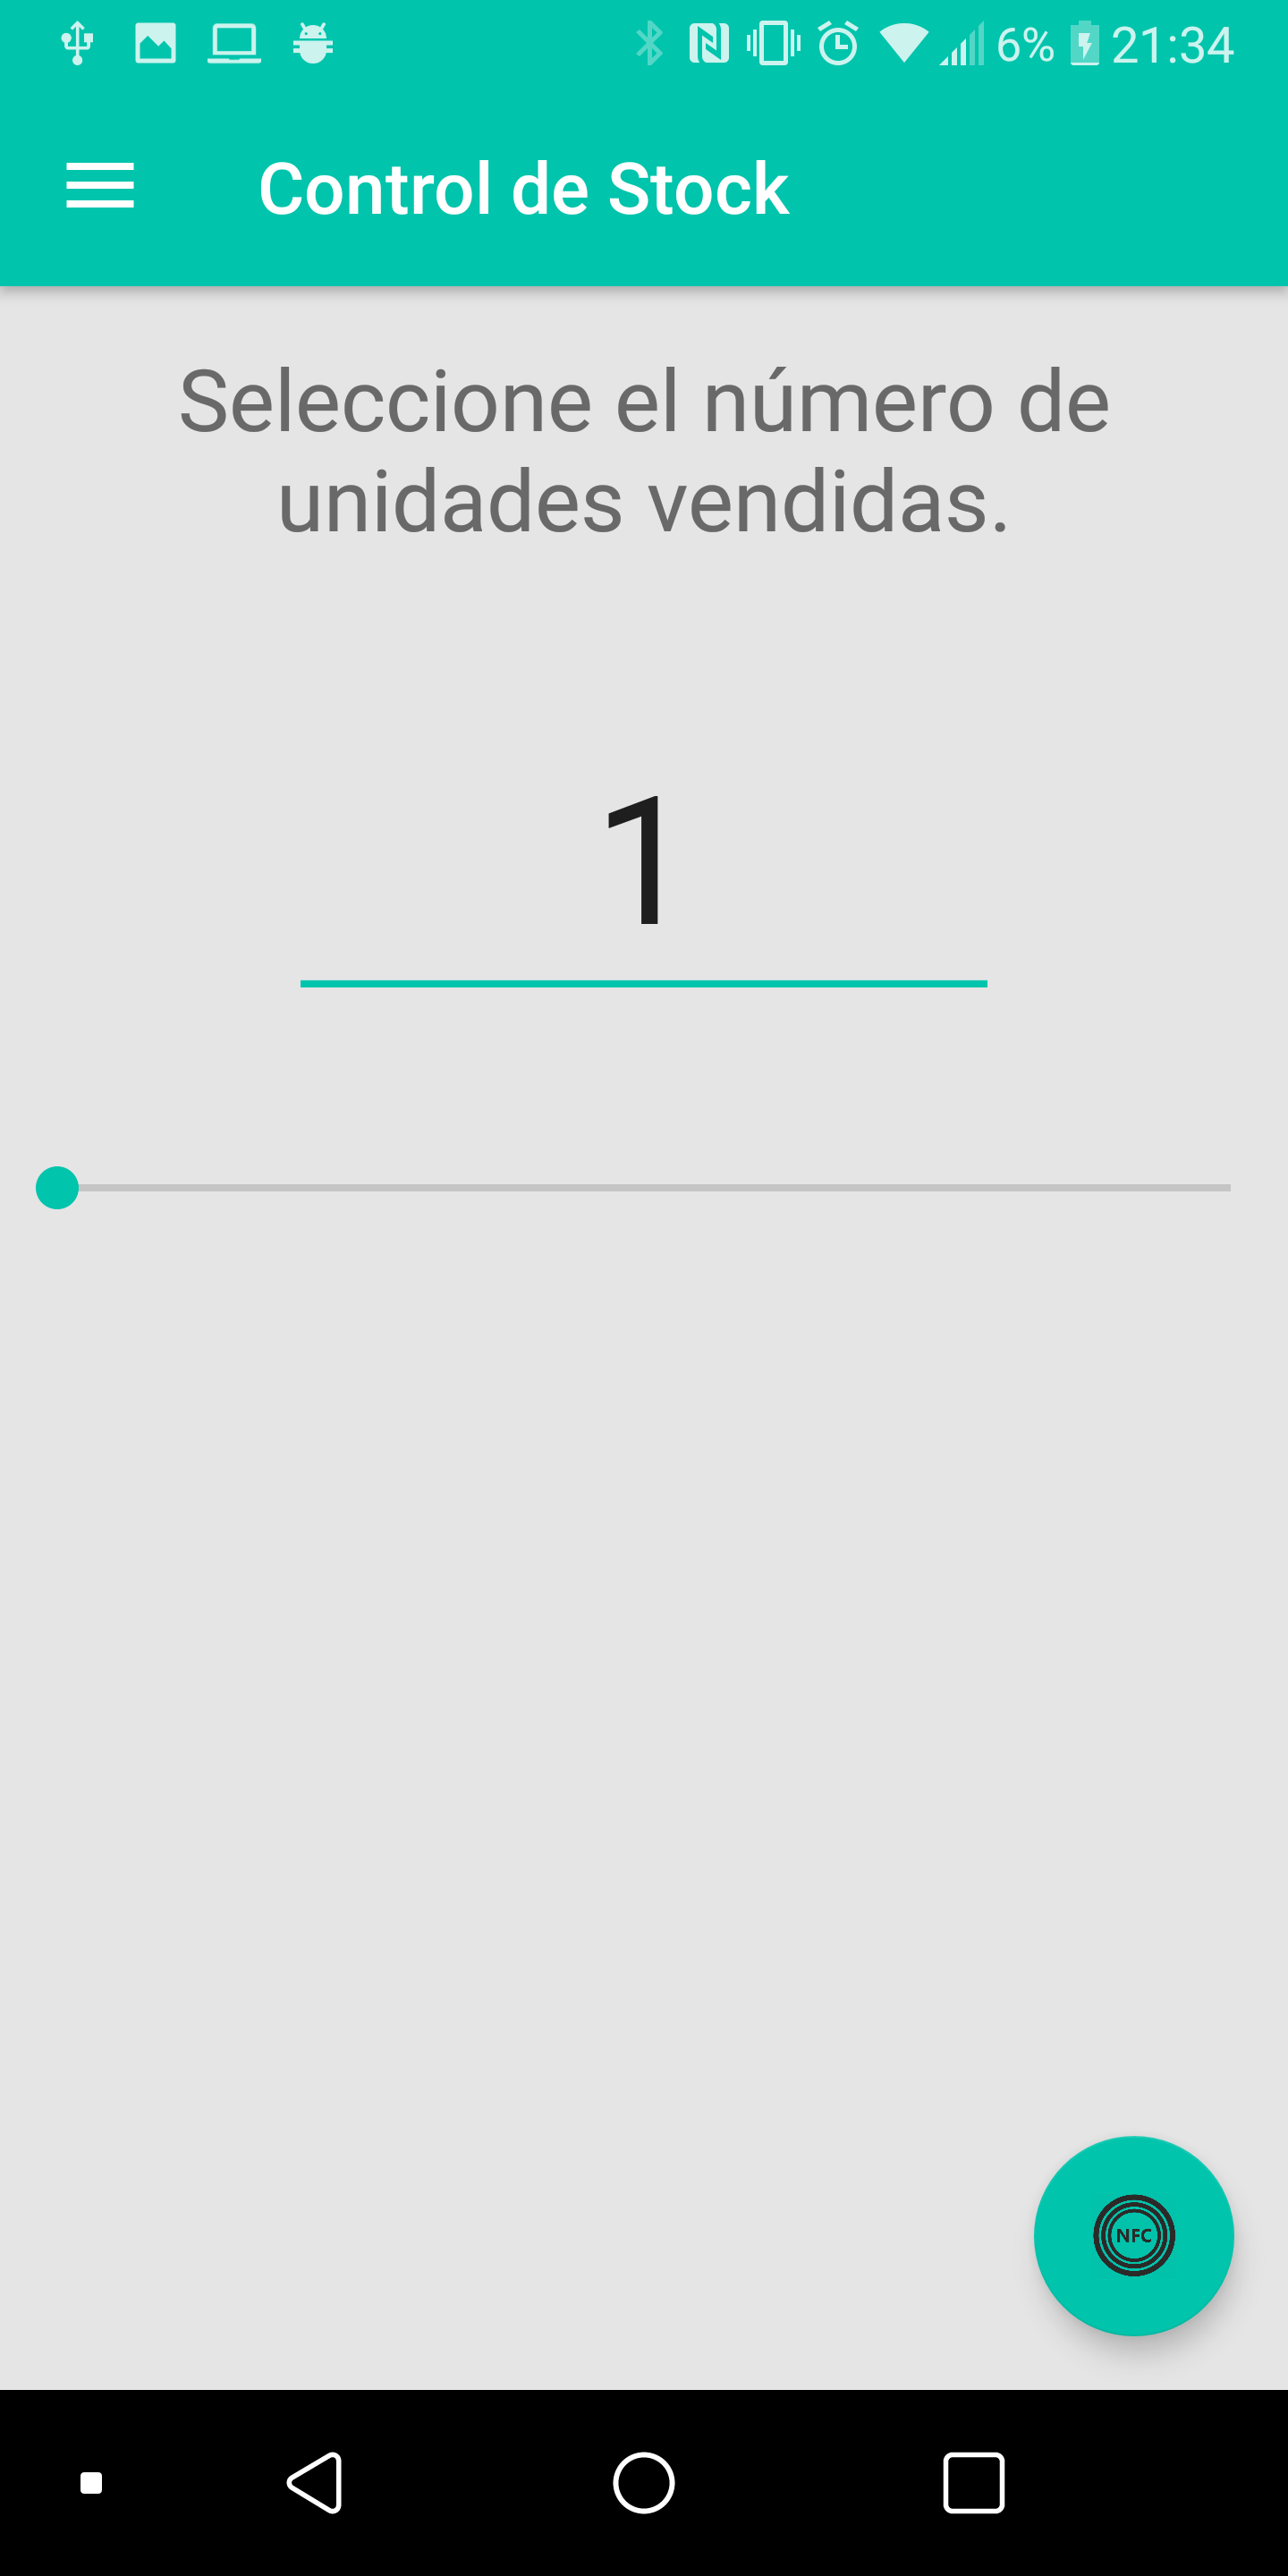 6% 21:34
Control de Stock
Seleccione el número de
unidades vendidas.
1
NFC